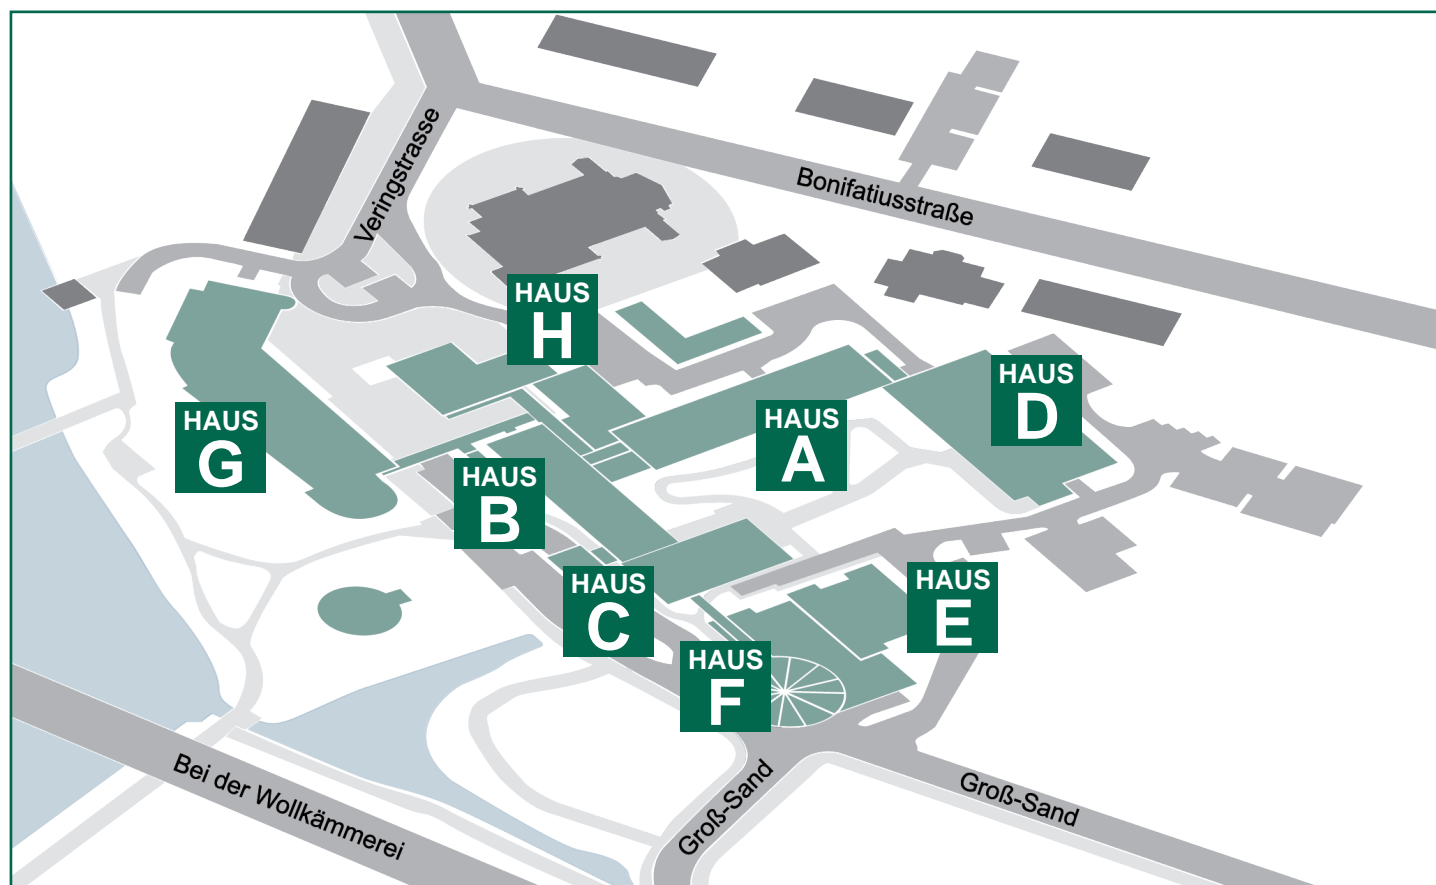 Veringstrasse
Bonifatiusstraße
HAUS
H
HAUS
D
HAUS
A
HAUS
G
HAUS
B
HAUS
C
HAUS
E
HAUS
F
Bei der Wollkämmerei
Groß-Sand
Groß-Sand